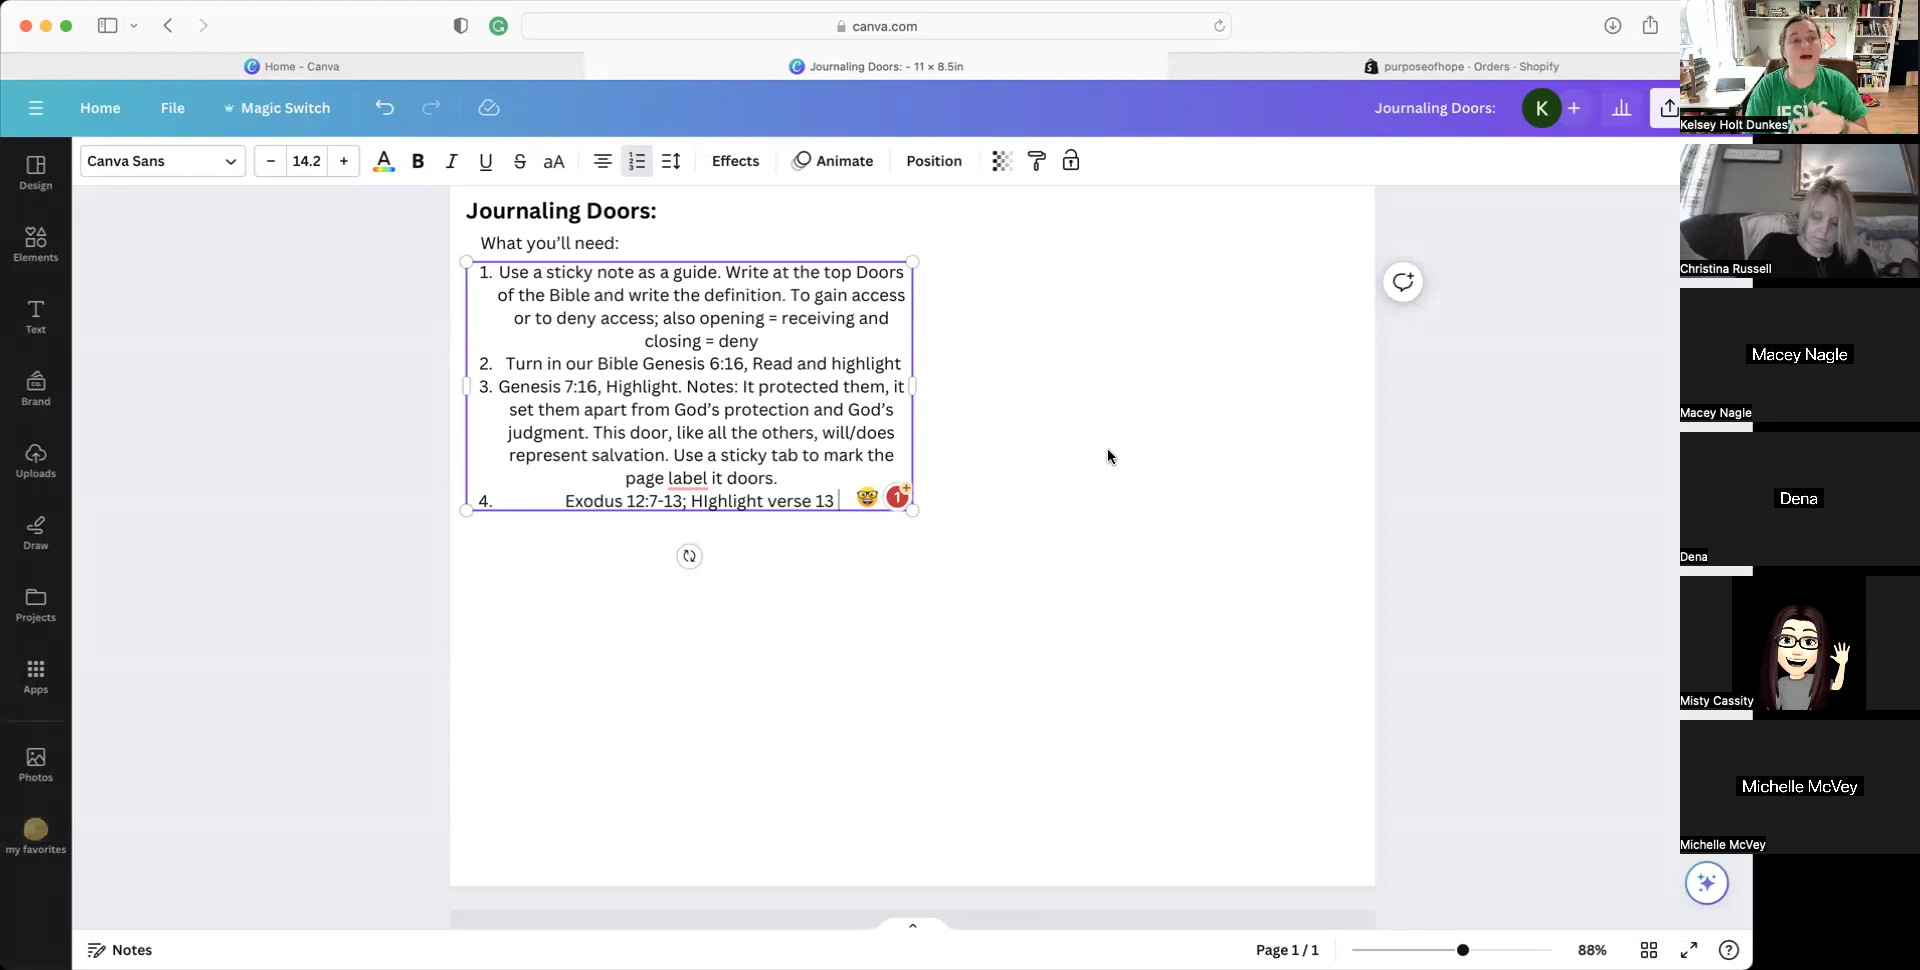 canva.com
Home - Canva
Journaling Doors: - 11 × 8.5in
purposeofhope · Orders · Shopify
Home
File
Magic Switch
Journaling Doors:
K
Canva Sans
14.2
A
B
I
U
S
aA
Effects
Animate
Position
Design
Elements
Text
Brand
Uploads
Draw
Projects
Apps
Photos
my favorites
Journaling Doors:
What you’ll need:
1. Use a sticky note as a guide. Write at the top Doors
of the Bible and write the definition. To gain access
or to deny access; also opening = receiving and
closing = deny
2. Turn in our Bible Genesis 6:16, Read and highlight
3. Genesis 7:16, Highlight. Notes: It protected them, it
set them apart from God’s protection and God’s
judgment. This door, like all the others, will/does
represent salvation. Use a sticky tab to mark the
page label it doors.
4. Exodus 12:7-13; HIghlight verse 13
1
Notes
Page 1 / 1
88%
JESUS
Kelsey Holt Dunkes
Christina Russell
Macey Nagle
Macey Nagle
Dena
Dena
Misty Cassity
Michelle McVey
Michelle McVey